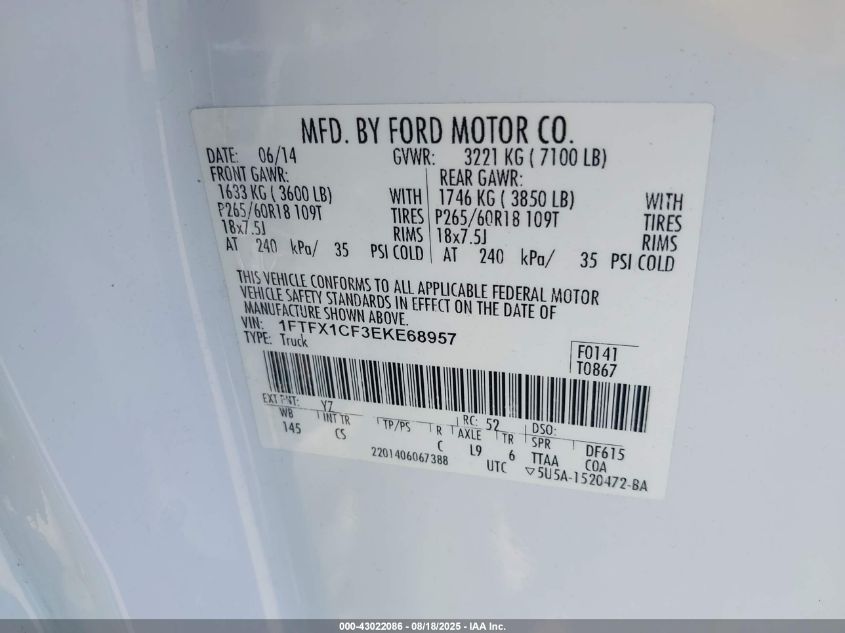 MFD. BY FORD MOTOR CO.
DATE: 06/14 GVWR: 3221 KG ( 7100 LB)
FRONT GAWR: REAR GAWR:
1633 KG ( 3600 LB) WITH 1746 KG ( 3850 LB) WITH
P265/60R18 109T TIRES P265/60R18 109T TIRES
18x7.5J RIMS 18x7.5J RIMS
AT 240 kPa/ 35 PSI COLD AT 240 kPa/ 35 PSI COLD
THIS VEHICLE CONFORMS TO ALL APPLICABLE FEDERAL MOTOR
VEHICLE SAFETY STANDARDS IN EFFECT ON THE DATE OF
MANUFACTURE SHOWN ABOVE.
VIN: 1FTFX1CF3EKE68957
TYPE: Truck
F0141
T0867
EXT PNT: YZ RC: 52 DSO:
WB INT TR TP/PS R AXLE TR SPR DF615
145 CS C L9 6 TTAA COA
2201406067388 UTC ▽5U5A-1520472-BA
000-43022086 - 08/18/2025 - IAA Inc.